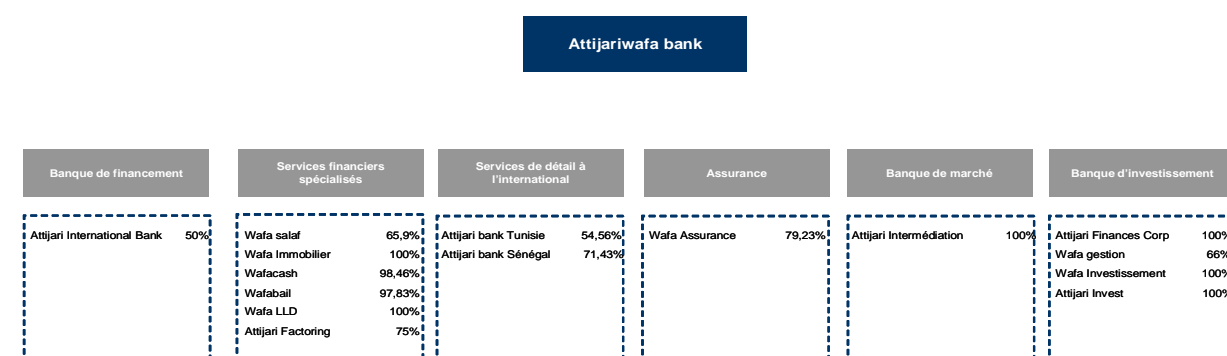 Attijariwafa bank
Banque de financement
Services financiers
spécialisés
Services de détail à
l'international
Assurance
Banque de marché
Banque d'investissement
Attijari International Bank 50%
Wafa salaf 65,9%
Wafa Immobilier 100%
Wafacash 98,46%
Wafabail 97,83%
Wafa LLD 100%
Attijari Factoring 75%
Attijari bank Tunisie 54,56%
Attijari bank Sénégal 71,43%
Wafa Assurance 79,23%
Attijari Intermédiation 100%
Attijari Finances Corp 100%
Wafa gestion 66%
Wafa Investissement 100%
Attijari Invest 100%